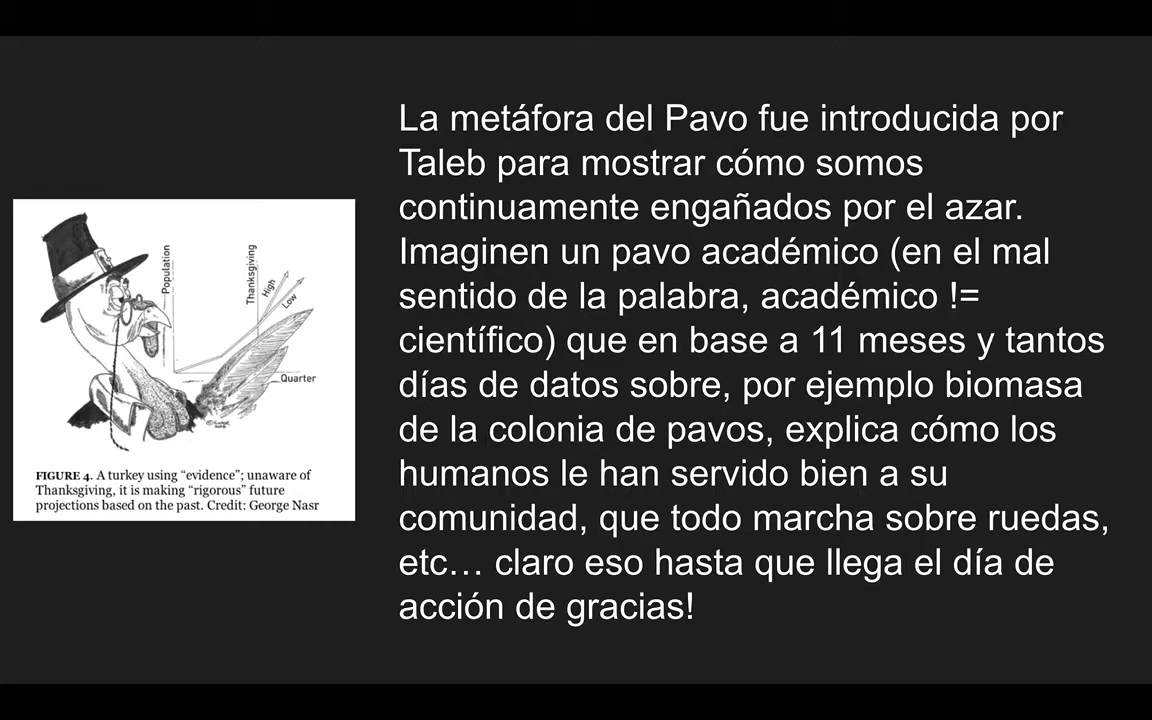 La metáfora del Pavo fue introducida por
Taleb para mostrar cómo somos
continuamente engañados por el azar.
Imaginen un pavo académico (en el mal
sentido de la palabra, académico !=
científico) que en base a 11 meses y tantos
días de datos sobre, por ejemplo biomasa
de la colonia de pavos, explica cómo los
humanos le han servido bien a su
comunidad, que todo marcha sobre ruedas,
etc… claro eso hasta que llega el día de
acción de gracias!
Population
Thanksgiving
High
Low
Quarter
FIGURE 4. A turkey using “evidence”; unaware of
Thanksgiving, it is making “rigorous” future
projections based on the past. Credit: George Nasr